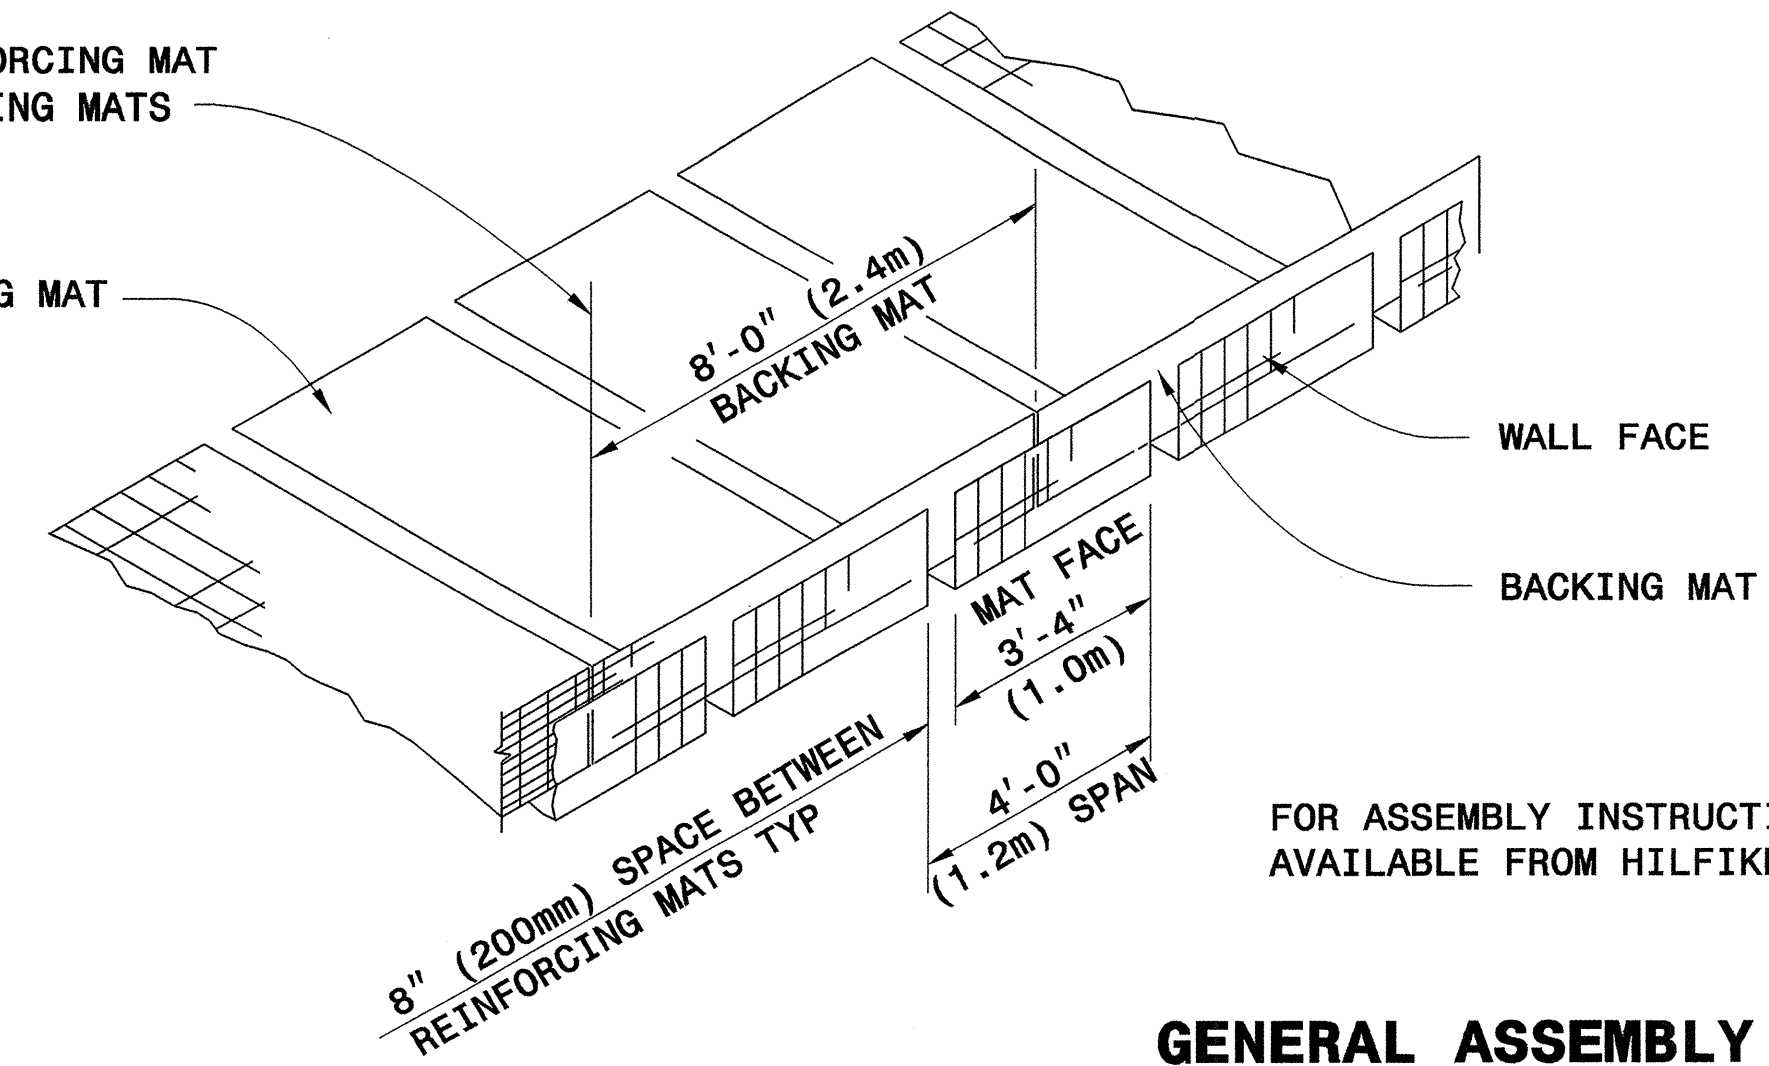 ORCING MAT
ING MATS
G MAT
8'-0" (2.4m)
BACKING MAT
WALL FACE
BACKING MAT
MAT FACE
3'-4"
(1.0m)
4'-0"
(1.2m) SPAN
8" (200mm) SPACE BETWEEN
REINFORCING MATS TYP
FOR ASSEMBLY INSTRUCTI
AVAILABLE FROM HILFIK
GENERAL ASSEMBLY